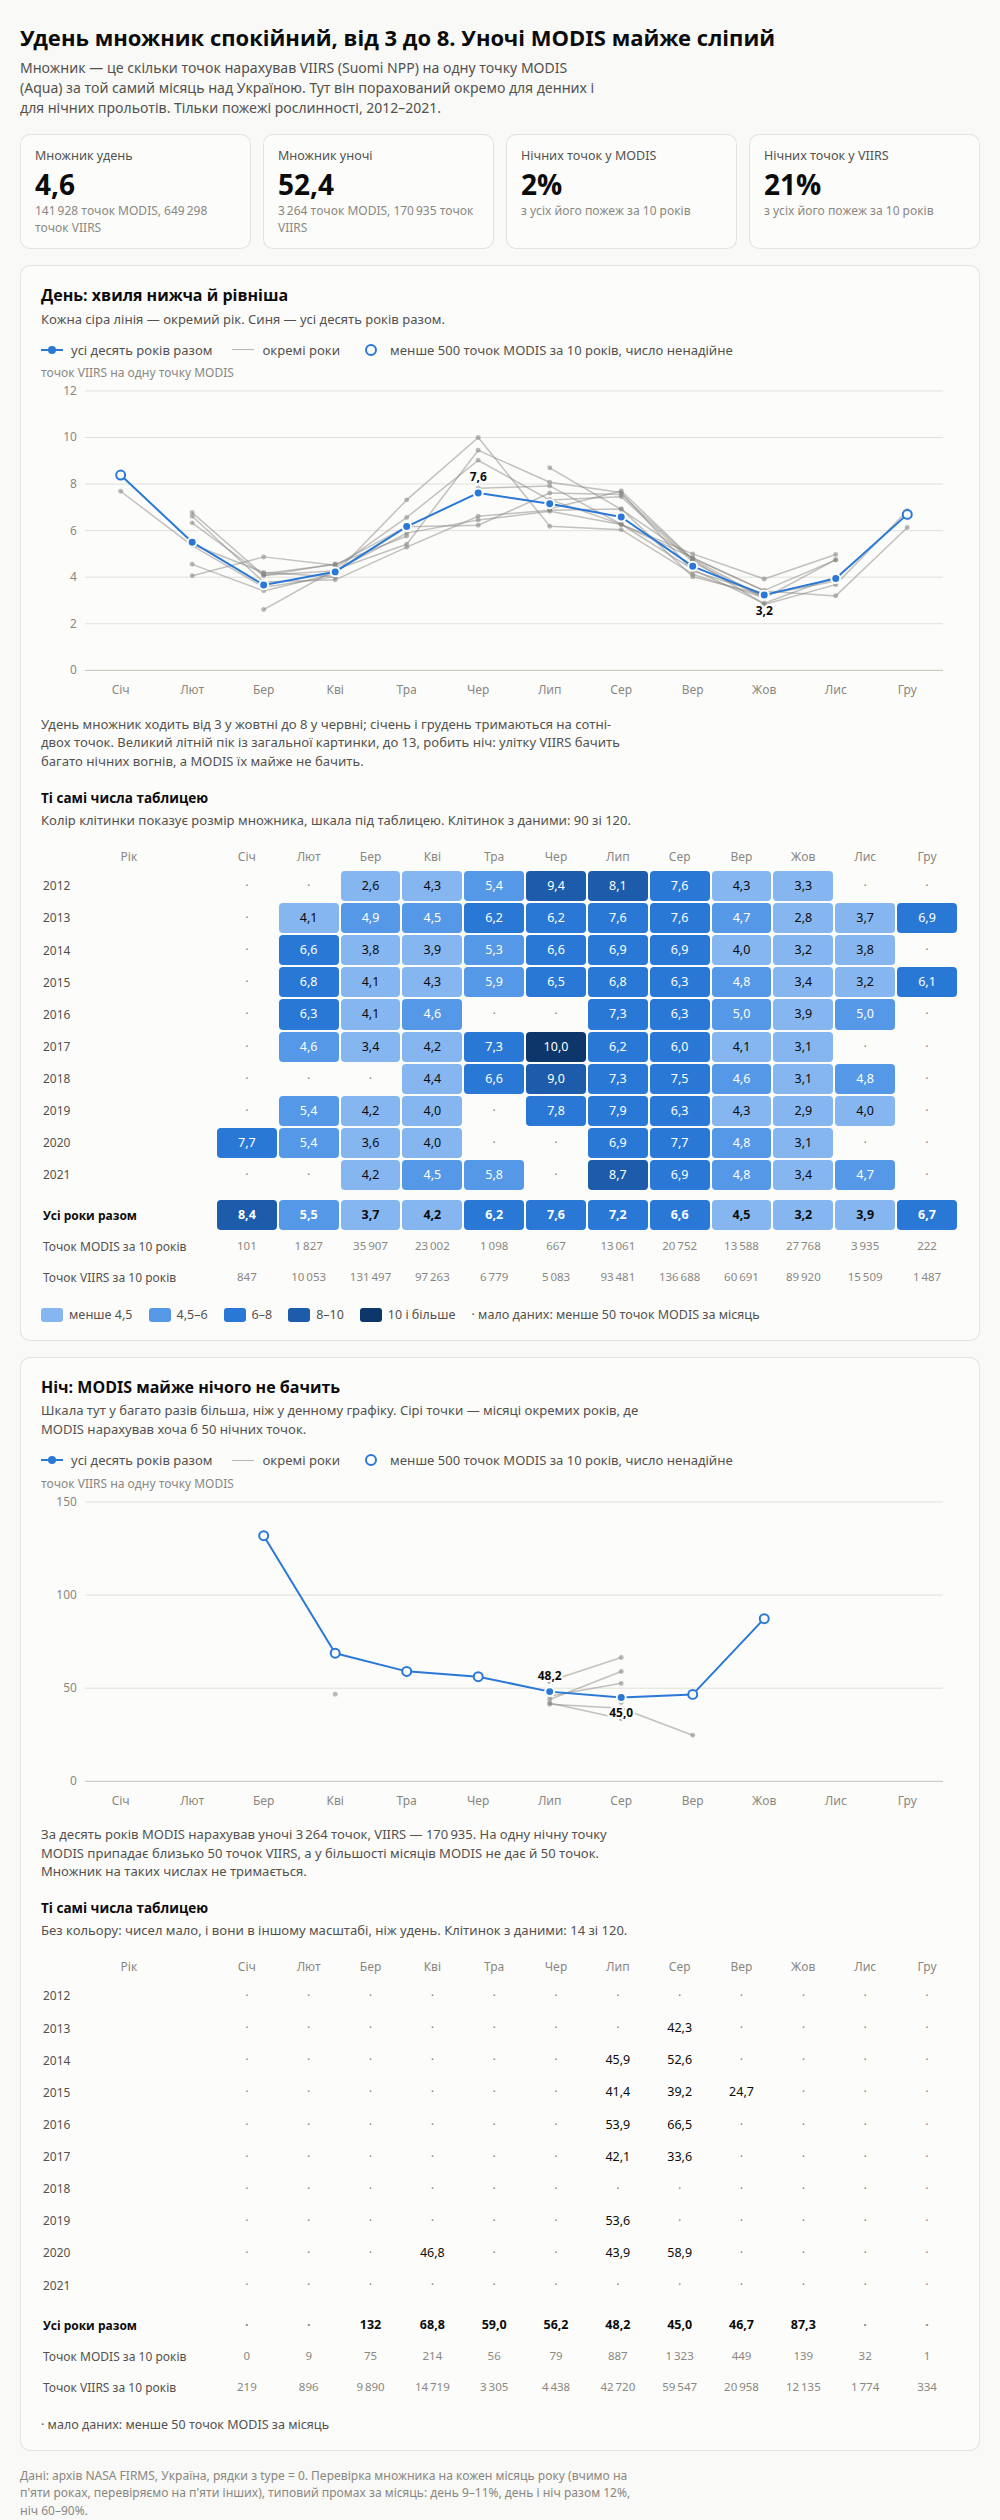 Удень множник спокійний, від 3 до 8. Уночі MODIS майже сліпий
Множник — це скільки точок нарахував VIIRS (Suomi NPP) на одну точку MODIS
(Aqua) за той самий місяць над Україною. Тут він порахований окремо для денних і
для нічних прольотів. Тільки пожежі рослинності, 2012–2021.
Множник удень
4,6
141 928 точок MODIS, 649 298
точок VIIRS
Множник уночі
52,4
3 264 точок MODIS, 170 935 точок
VIIRS
Нічних точок у MODIS
2%
з усіх його пожеж за 10 років
Нічних точок у VIIRS
21%
з усіх його пожеж за 10 років
День: хвиля нижча й рівніша
Кожна сіра лінія — окремий рік. Синя — усі десять років разом.
усі десять років разом окремі роки менше 500 точок MODIS за 10 років, число ненадійне
точок VIIRS на одну точку MODIS
12
10
8
6
4
2
0
7,6
3,2
Січ Лют Бер Кві Тра Чер Лип Сер Вер Жов Лис Гру
Удень множник ходить від 3 у жовтні до 8 у червні; січень і грудень тримаються на сотні-
двох точок. Великий літній пік із загальної картинки, до 13, робить ніч: улітку VIIRS бачить
багато нічних вогнів, а MODIS їх майже не бачить.
Ті самі числа таблицею
Колір клітинки показує розмір множника, шкала під таблицею. Клітинок з даними: 90 зі 120.
Рік Січ Лют Бер Кві Тра Чер Лип Сер Вер Жов Лис Гру
2012 · · 2,6 4,3 5,4 9,4 8,1 7,6 4,3 3,3 · ·
2013 · 4,1 4,9 4,5 6,2 6,2 7,6 7,6 4,7 2,8 3,7 6,9
2014 · 6,6 3,8 3,9 5,3 6,6 6,9 6,9 4,0 3,2 3,8 ·
2015 · 6,8 4,1 4,3 5,9 6,5 6,8 6,3 4,8 3,4 3,2 6,1
2016 · 6,3 4,1 4,6 · · 7,3 6,3 5,0 3,9 5,0 ·
2017 · 4,6 3,4 4,2 7,3 10,0 6,2 6,0 4,1 3,1 · ·
2018 · · · 4,4 6,6 9,0 7,3 7,5 4,6 3,1 4,8 ·
2019 · 5,4 4,2 4,0 · 7,8 7,9 6,3 4,3 2,9 4,0 ·
2020 7,7 5,4 3,6 4,0 · · 6,9 7,7 4,8 3,1 · ·
2021 · · 4,2 4,5 5,8 · 8,7 6,9 4,8 3,4 4,7 ·
Усі роки разом 8,4 5,5 3,7 4,2 6,2 7,6 7,2 6,6 4,5 3,2 3,9 6,7
Точок MODIS за 10 років 101 1 827 35 907 23 002 1 098 667 13 061 20 752 13 588 27 768 3 935 222
Точок VIIRS за 10 років 847 10 053 131 497 97 263 6 779 5 083 93 481 136 688 60 691 89 920 15 509 1 487
менше 4,5 4,5–6 6–8 8–10 10 і більше · мало даних: менше 50 точок MODIS за місяць
Ніч: MODIS майже нічого не бачить
Шкала тут у багато разів більша, ніж у денному графіку. Сірі точки — місяці окремих років, де
MODIS нарахував хоча б 50 нічних точок.
усі десять років разом окремі роки менше 500 точок MODIS за 10 років, число ненадійне
точок VIIRS на одну точку MODIS
150
100
50
0
48,2
45,0
Січ Лют Бер Кві Тра Чер Лип Сер Вер Жов Лис Гру
За десять років MODIS нарахував уночі 3 264 точок, VIIRS — 170 935. На одну нічну точку
MODIS припадає близько 50 точок VIIRS, а у більшості місяців MODIS не дає й 50 точок.
Множник на таких числах не тримається.
Ті самі числа таблицею
Без кольору: чисел мало, і вони в іншому масштабі, ніж удень. Клітинок з даними: 14 зі 120.
Рік Січ Лют Бер Кві Тра Чер Лип Сер Вер Жов Лис Гру
2012 · · · · · · · · · · · ·
2013 · · · · · · · 42,3 · · · ·
2014 · · · · · · 45,9 52,6 · · · ·
2015 · · · · · · 41,4 39,2 24,7 · · ·
2016 · · · · · · 53,9 66,5 · · · ·
2017 · · · · · · 42,1 33,6 · · · ·
2018 · · · · · · · · · · · ·
2019 · · · · · · 53,6 · · · · ·
2020 · · · 46,8 · · 43,9 58,9 · · · ·
2021 · · · · · · · · · · · ·
Усі роки разом · · 132 68,8 59,0 56,2 48,2 45,0 46,7 87,3 · ·
Точок MODIS за 10 років 0 9 75 214 56 79 887 1 323 449 139 32 1
Точок VIIRS за 10 років 219 896 9 890 14 719 3 305 4 438 42 720 59 547 20 958 12 135 1 774 334
· мало даних: менше 50 точок MODIS за місяць
Дані: архів NASA FIRMS, Україна, рядки з type = 0. Перевірка множника на кожен місяць року (вчимо на
п'яти роках, перевіряємо на п'яти інших), типовий промах за місяць: день 9–11%, день і ніч разом 12%,
ніч 60–90%.